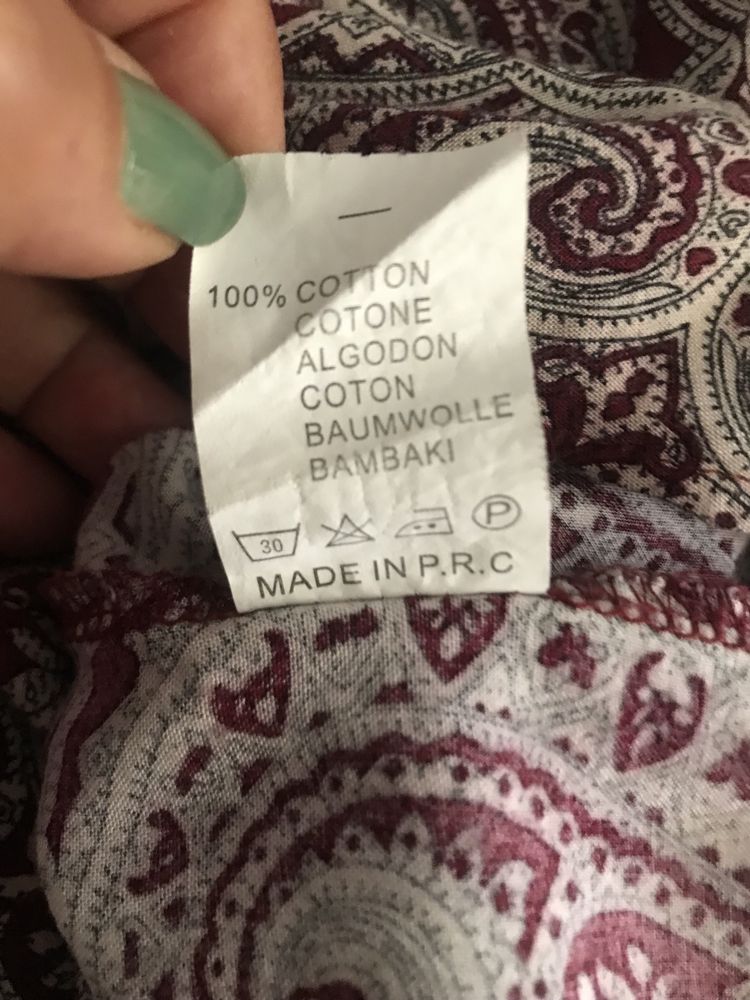 100% COTTON
COTONE
ALGODON
COTON
BAUMWOLLE
BAMBAKI
30 P
MADE IN P.R.C